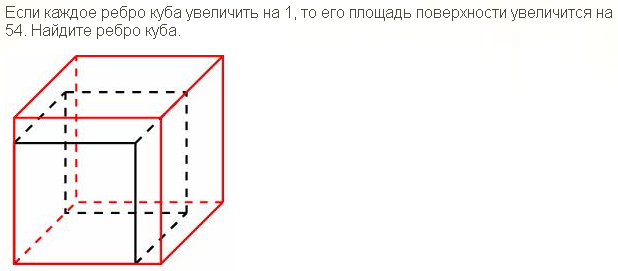 Если каждое ребро куба увеличить на 1, то его площадь поверхности увеличится на
54. Найдите ребро куба.